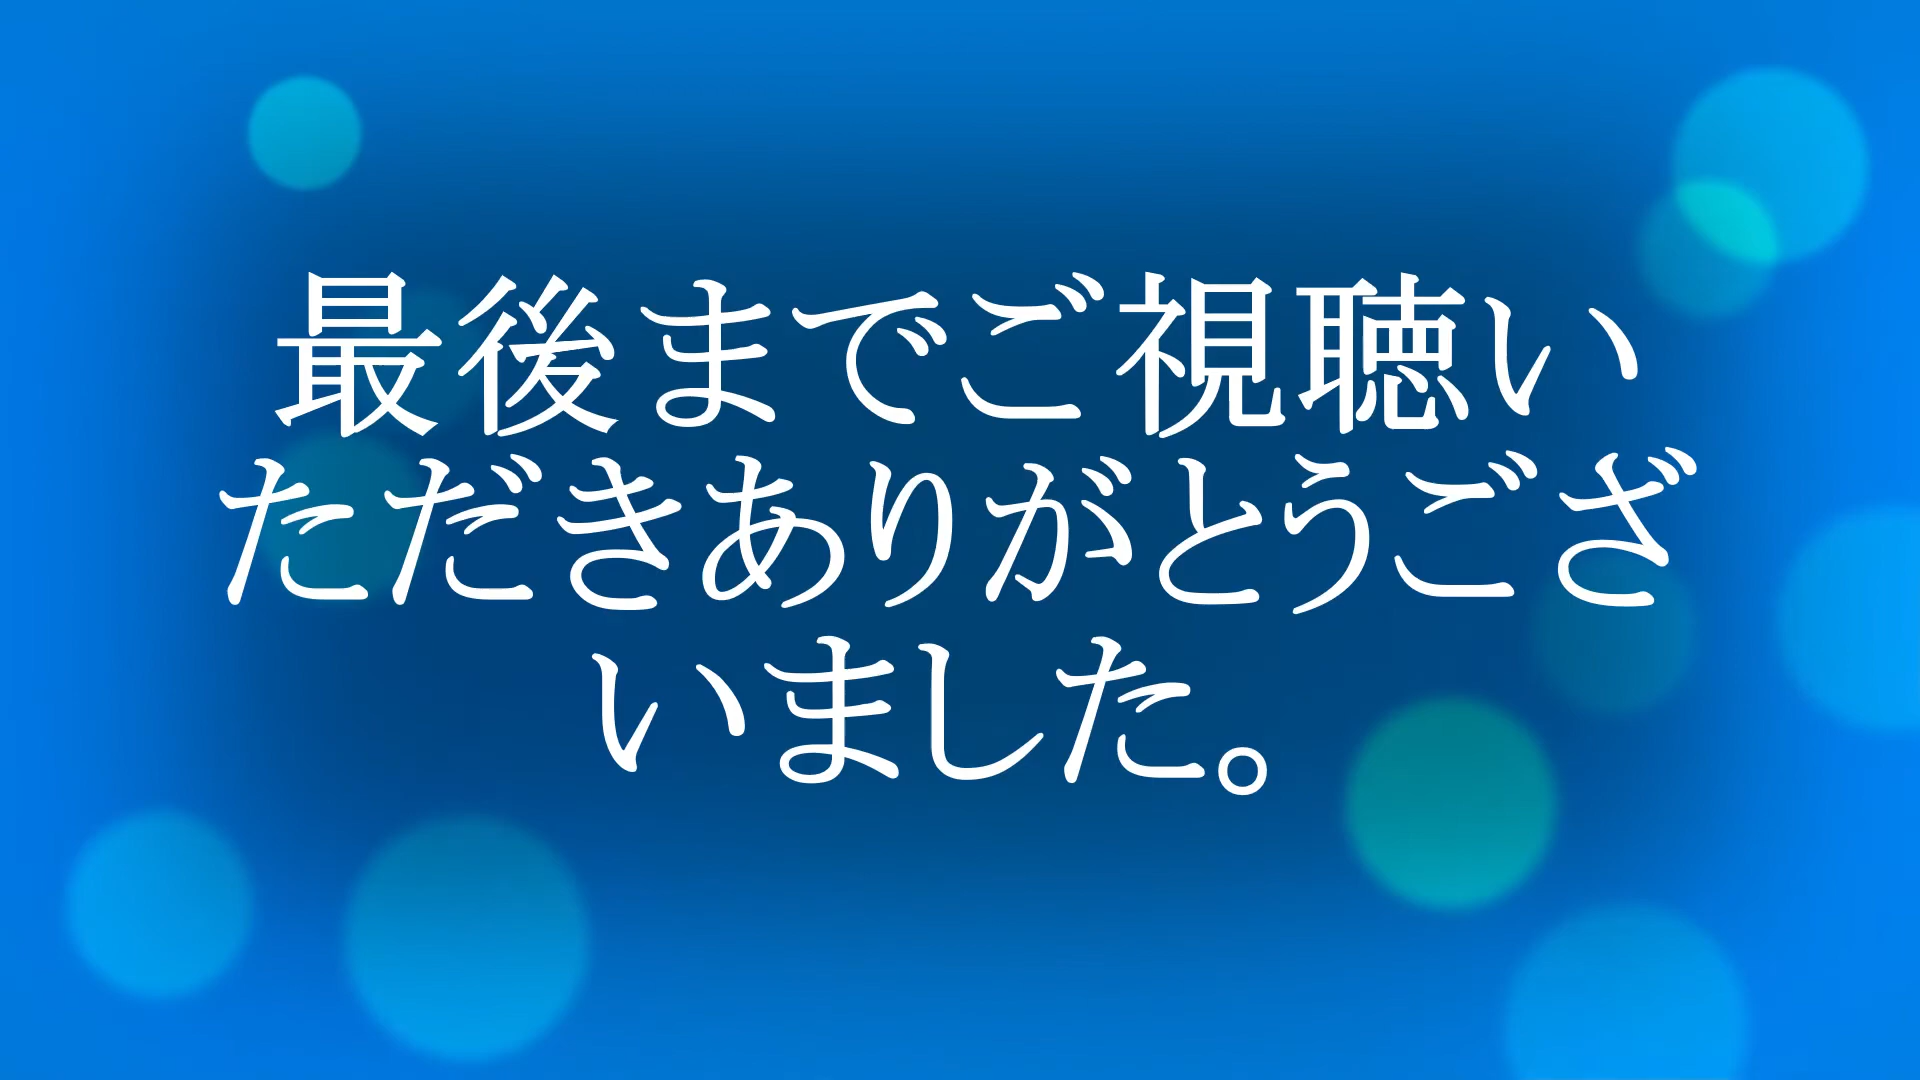 最後までご視聴い
ただきありがとうござ
いました。